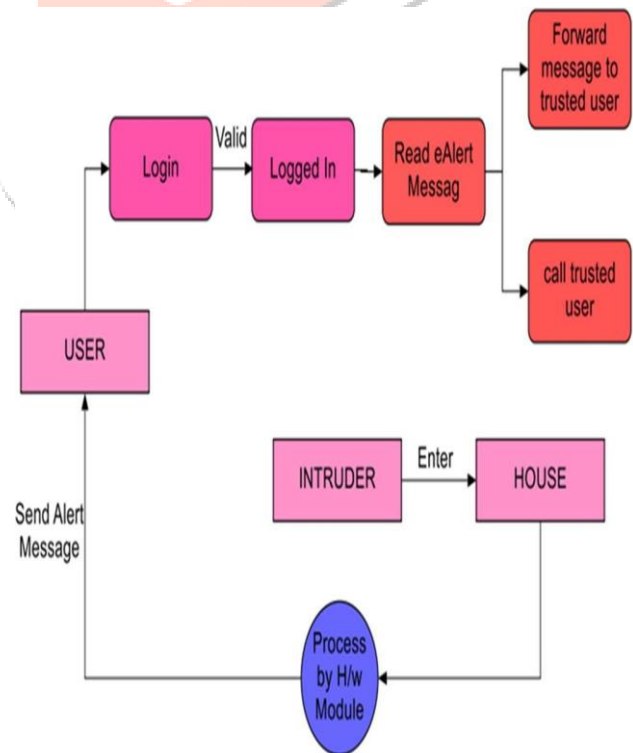 Forward
message to
trusted user
Valid
Login
Logged In
Read eAlert
Messag
call trusted
user
USER
INTRUDER
Enter
HOUSE
Send Alert
Message
Process
by H/w
Module